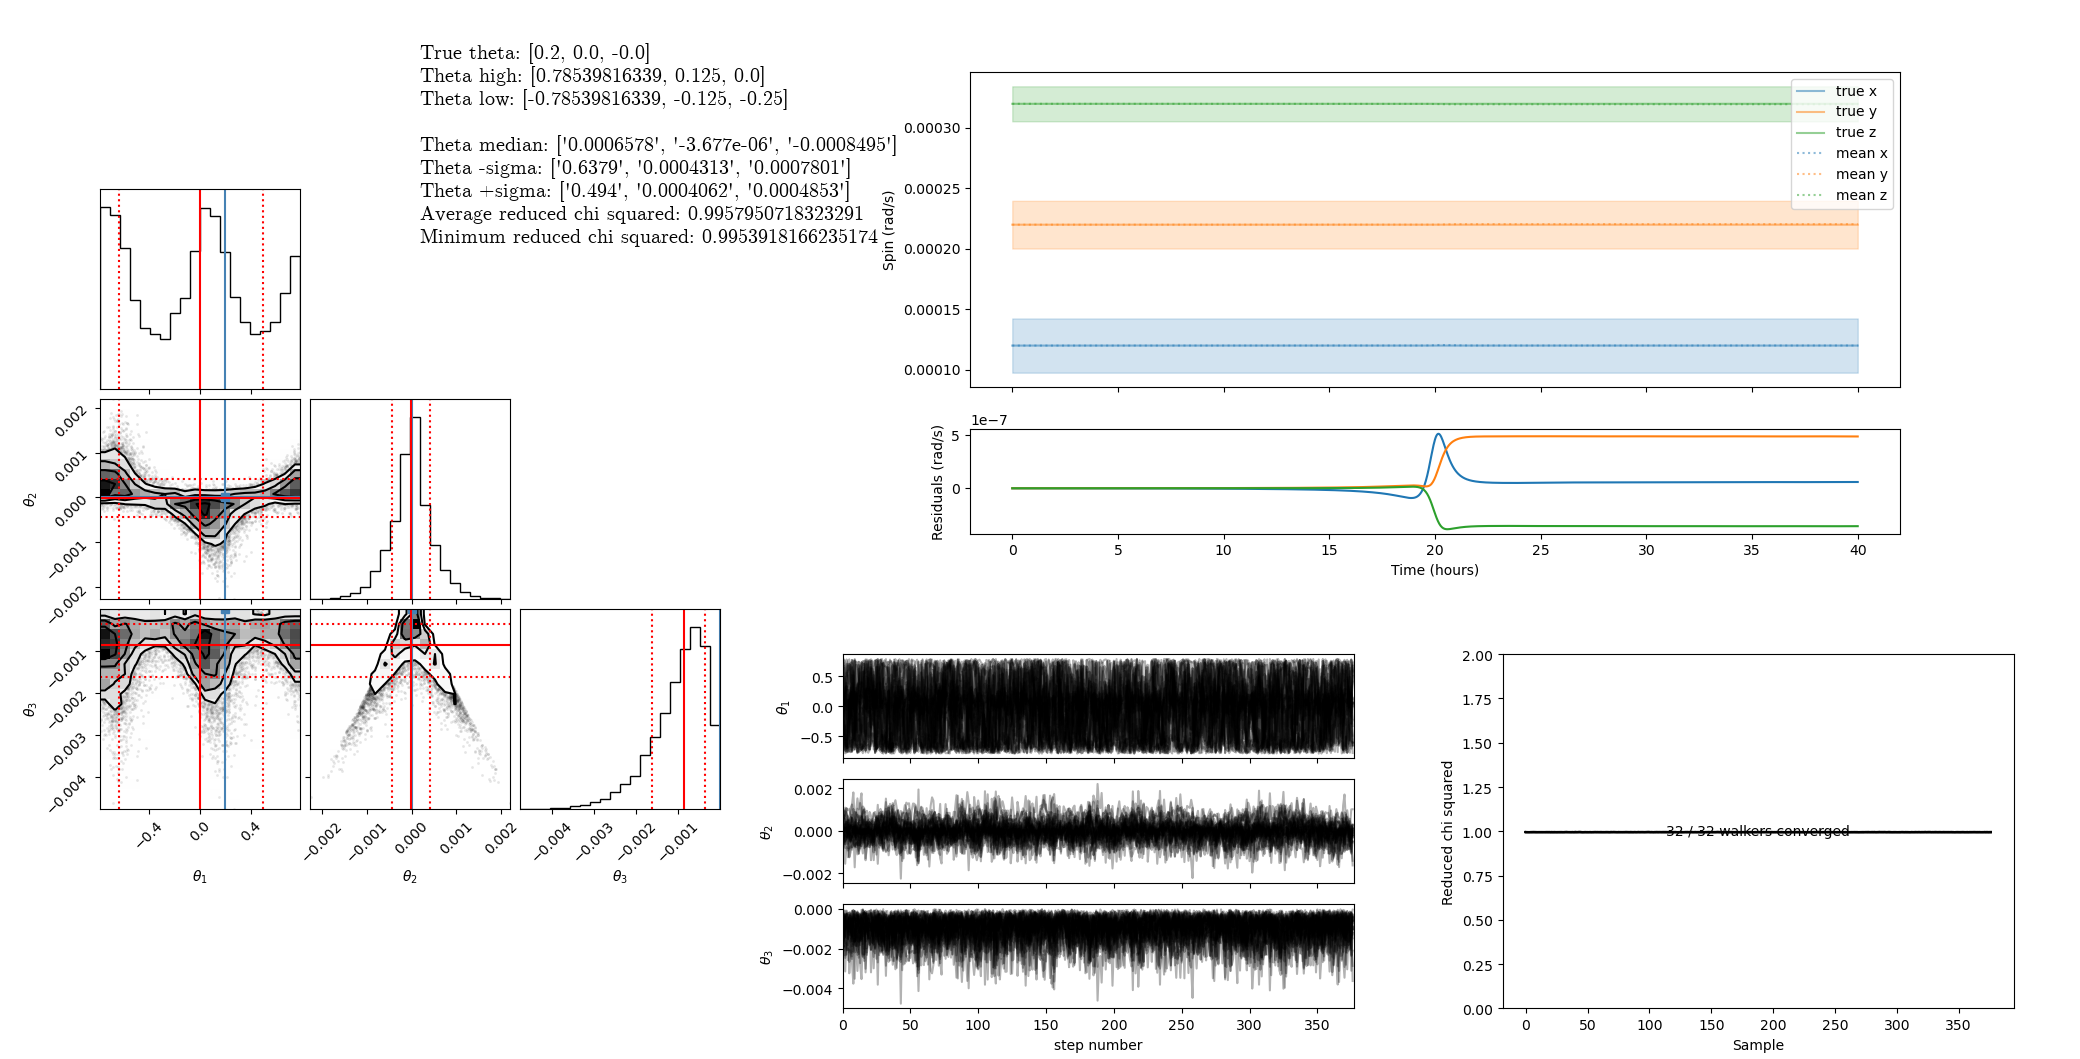 True theta: [0.2, 0.0, -0.0]
Theta high: [0.78539816339, 0.125, 0.0]
Theta low: [-0.78539816339, -0.125, -0.25]
Theta median: ['0.0006578', '-3.677e-06', '-0.0008495']
Theta -sigma: ['0.6379', '0.0004313', '0.0007801']
Theta +sigma: ['0.494', '0.0004062', '0.0004853']
Average reduced chi squared: 0.9957950718323291
Minimum reduced chi squared: 0.9953918166235174
0.002
0.001
0.000
−0.001
−0.002
θ2
−0.001
−0.002
−0.003
−0.004
θ3
−0.4
0.0
0.4
θ1
−0.002
−0.001
0.000
0.001
0.002
θ2
−0.004
−0.003
−0.002
−0.001
θ3
0.00030
0.00025
0.00020
0.00015
0.00010
Spin (rad/s)
true x
true y
true z
mean x
mean y
mean z
1e−7
5
0
Residuals (rad/s)
0
5
10
15
20
25
30
35
40
Time (hours)
0.5
0.0
−0.5
θ1
0.002
0.000
−0.002
θ2
0.000
−0.002
−0.004
θ3
0
50
100
150
200
250
300
350
step number
2.00
1.75
1.50
1.25
1.00
0.75
0.50
0.25
0.00
Reduced chi squared
32 / 32 walkers converged
0
50
100
150
200
250
300
350
Sample